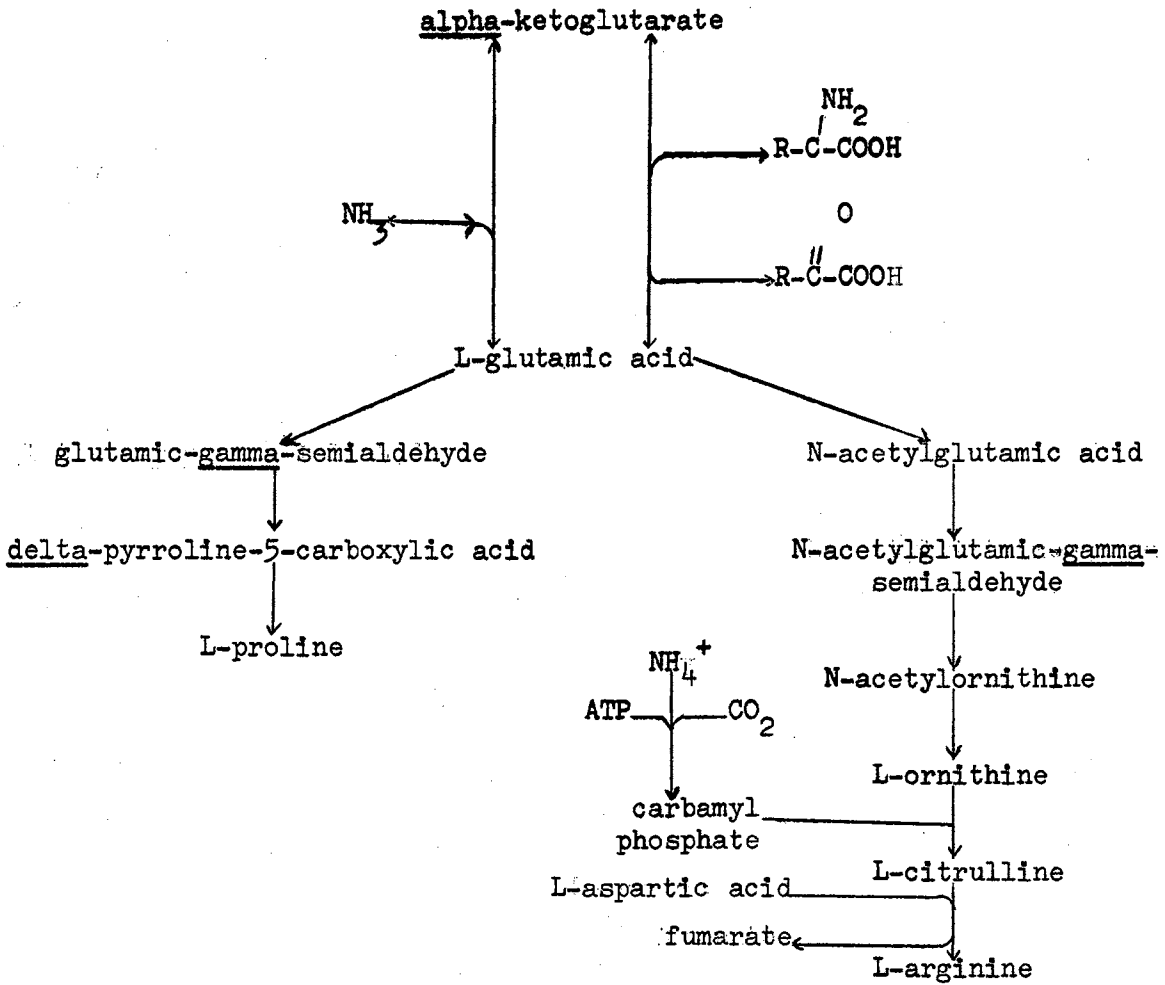 alpha-ketoglutarate
NH2
R-C-COOH
NH3
O
R-C-COOH
L-glutamic acid
glutamic-gamma-semialdehyde
N-acetylglutamic acid
delta-pyrroline-5-carboxylic acid
N-acetylglutamic-gamma-
semialdehyde
L-proline
NH4+
N-acetylornithine
ATP
CO2
L-ornithine
carbamyl
phosphate
L-citrulline
L-aspartic acid
fumarate
L-arginine